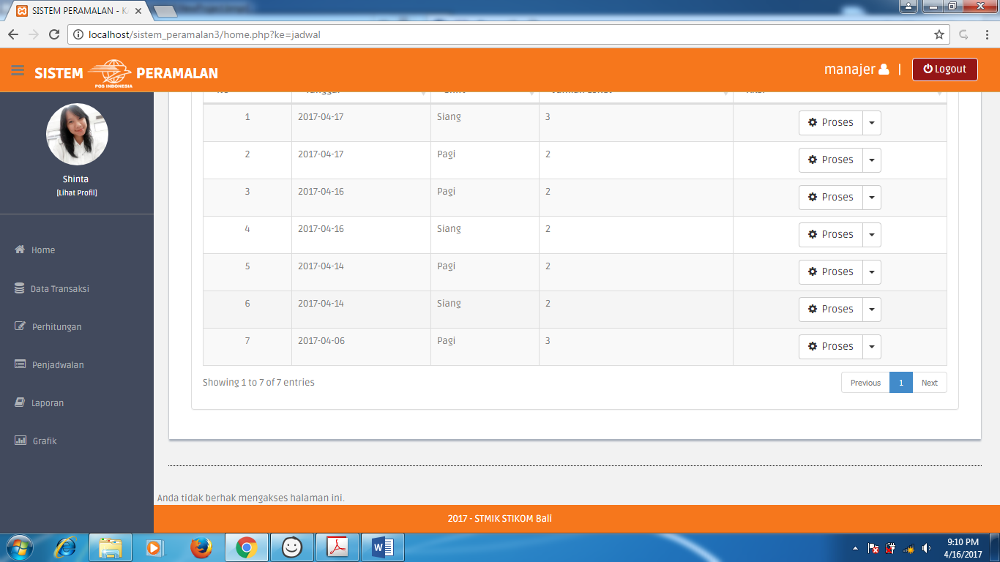 SISTEM PERAMALAN - K
localhost/sistem_peramalan3/home.php?ke=jadwal
SISTEM POS INDONESIA PERAMALAN
manajer | Logout
Shinta
[Lihat Profil]
Home
Data Transaksi
Perhitungan
Penjadwalan
Laporan
Grafik
1 2017-04-17 Siang 3 Proses
2 2017-04-17 Pagi 2 Proses
3 2017-04-16 Pagi 2 Proses
4 2017-04-16 Siang 2 Proses
5 2017-04-14 Pagi 2 Proses
6 2017-04-14 Siang 2 Proses
7 2017-04-06 Pagi 3 Proses
Showing 1 to 7 of 7 entries
Previous 1 Next
Anda tidak berhak mengakses halaman ini.
2017 - STMIK STIKOM Bali
9:10 PM
4/16/2017